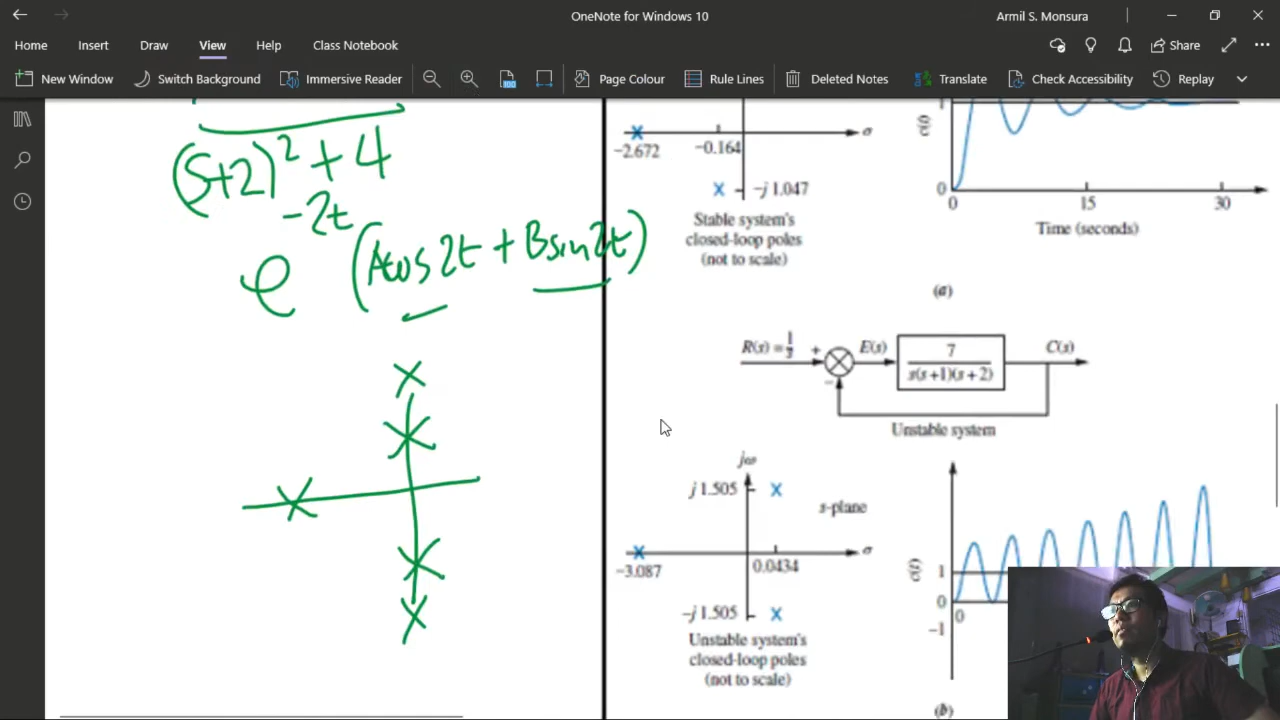 OneNote for Windows 10
Armil S. Monsura
Home Insert Draw View Help Class Notebook
Share
New Window Switch Background Immersive Reader 100 Page Colour Rule Lines Deleted Notes Translate Check Accessibility Replay
(S+2)² + 4
e^-2t (Acos 2t + Bsin 2t)
σ
-2.672 -0.164
-j1.047
Stable system's
closed-loop poles
(not to scale)
c(t)
1
0
0 15 30
Time (seconds)
(a)
R(s) = 1/s + E(s) 7 C(s)
- s(s+1)(s+2)
Unstable system
jω
j1.505
s-plane
σ
-3.087 0.0434
-j1.505
Unstable system's
closed-loop poles
(not to scale)
c(t)
1
0
0
-1
(b)